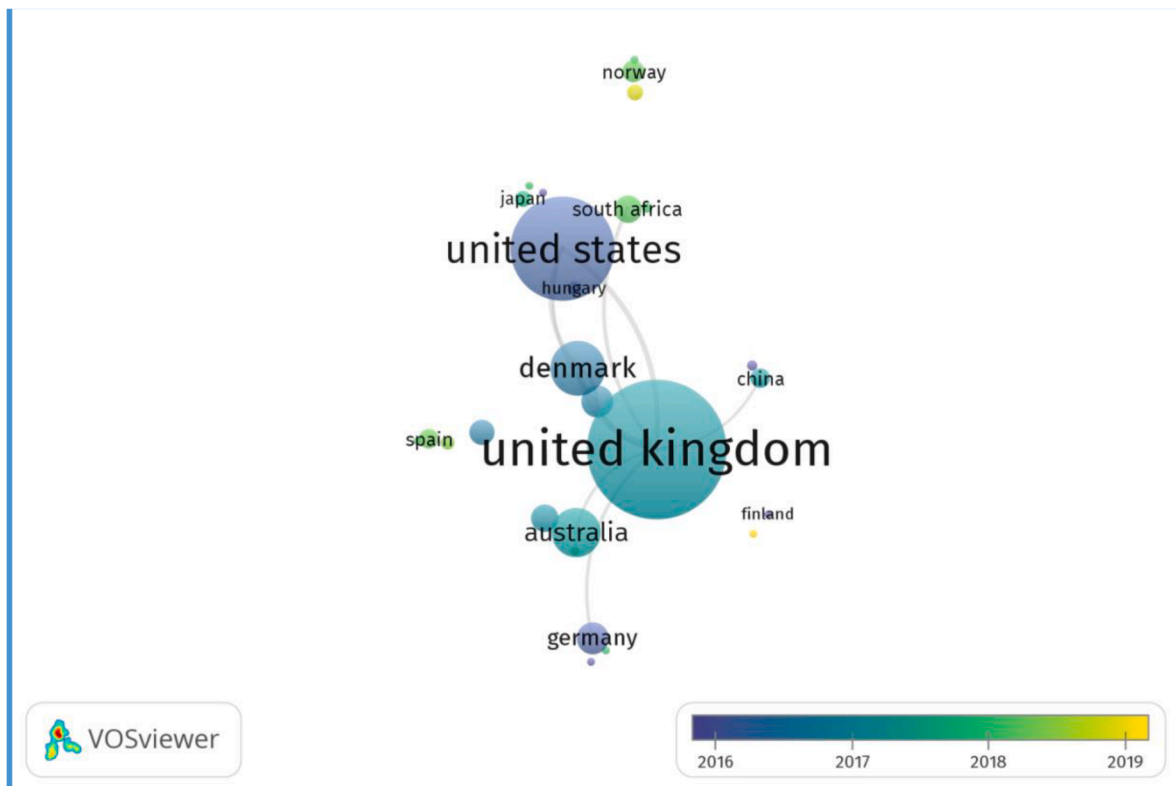 norway
japan
south africa
united states
hungary
denmark
china
spain
united kingdom
finland
australia
germany
VOSviewer
2016
2017
2018
2019